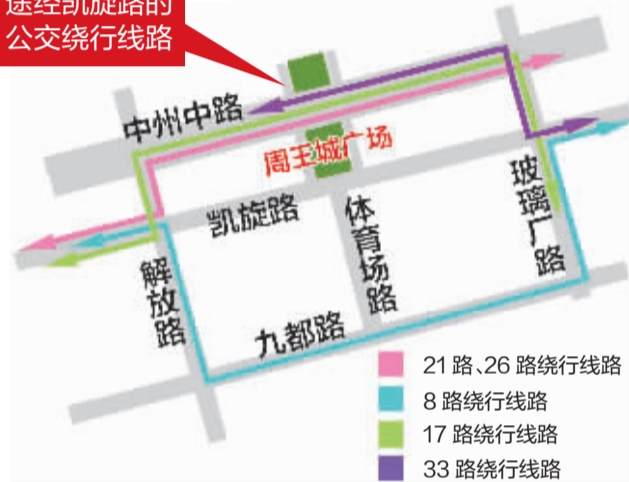 途经凯旋路的
公交绕行线路
中州中路
周王城广场
凯旋路
体育场路
玻璃厂路
解放路
九都路
21 路、26 路绕行线路
8 路绕行线路
17 路绕行线路
33 路绕行线路